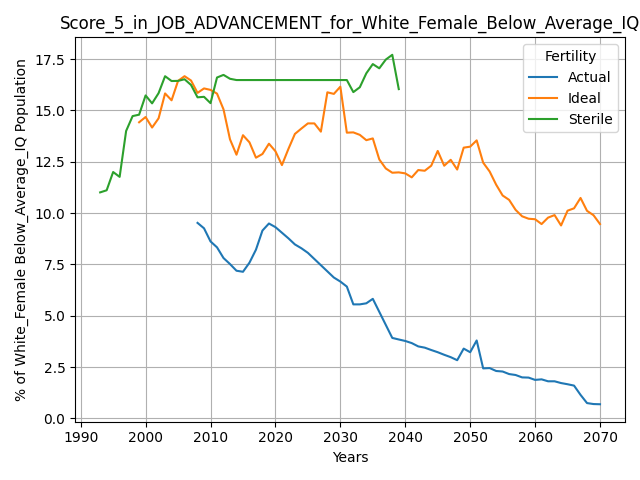 Score_5_in_JOB_ADVANCEMENT_for_White_Female_Below_Average_IQ
Fertility
Actual
Ideal
Sterile
% of White_Female Below_Average_IQ Population
17.5
15.0
12.5
10.0
7.5
5.0
2.5
0.0
1990 2000 2010 2020 2030 2040 2050 2060 2070
Years